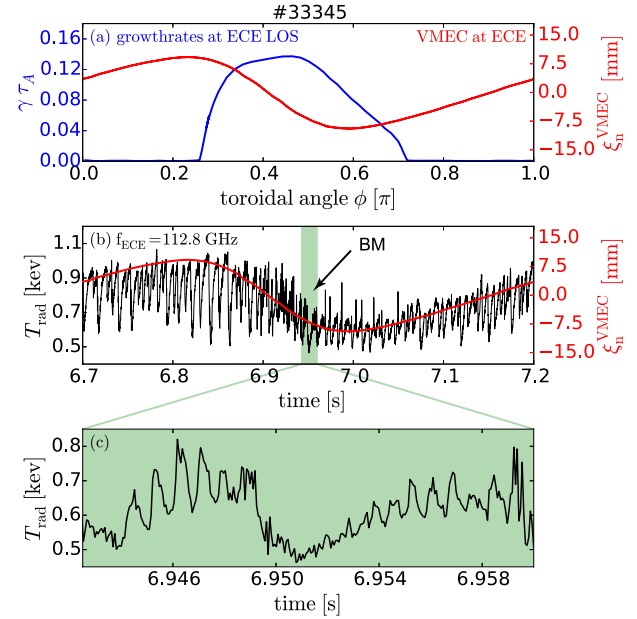 #33345
(a) growthrates at ECE LOS
VMEC at ECE
0.16
0.12
0.08
0.04
0.00
γ τ_A
15.0
7.5
0.0
−7.5
−15.0
ξ_n^VMEC [mm]
0.0 0.2 0.4 0.6 0.8 1.0
toroidal angle ϕ [π]
(b) f_ECE=112.8 GHz
BM
1.1
0.9
0.7
0.5
T_rad [kev]
15.0
7.5
0.0
−7.5
−15.0
ξ_n^VMEC [mm]
6.7 6.8 6.9 7.0 7.1 7.2
time [s]
(c)
0.8
0.7
0.6
0.5
T_rad [kev]
6.946 6.950 6.954 6.958
time [s]